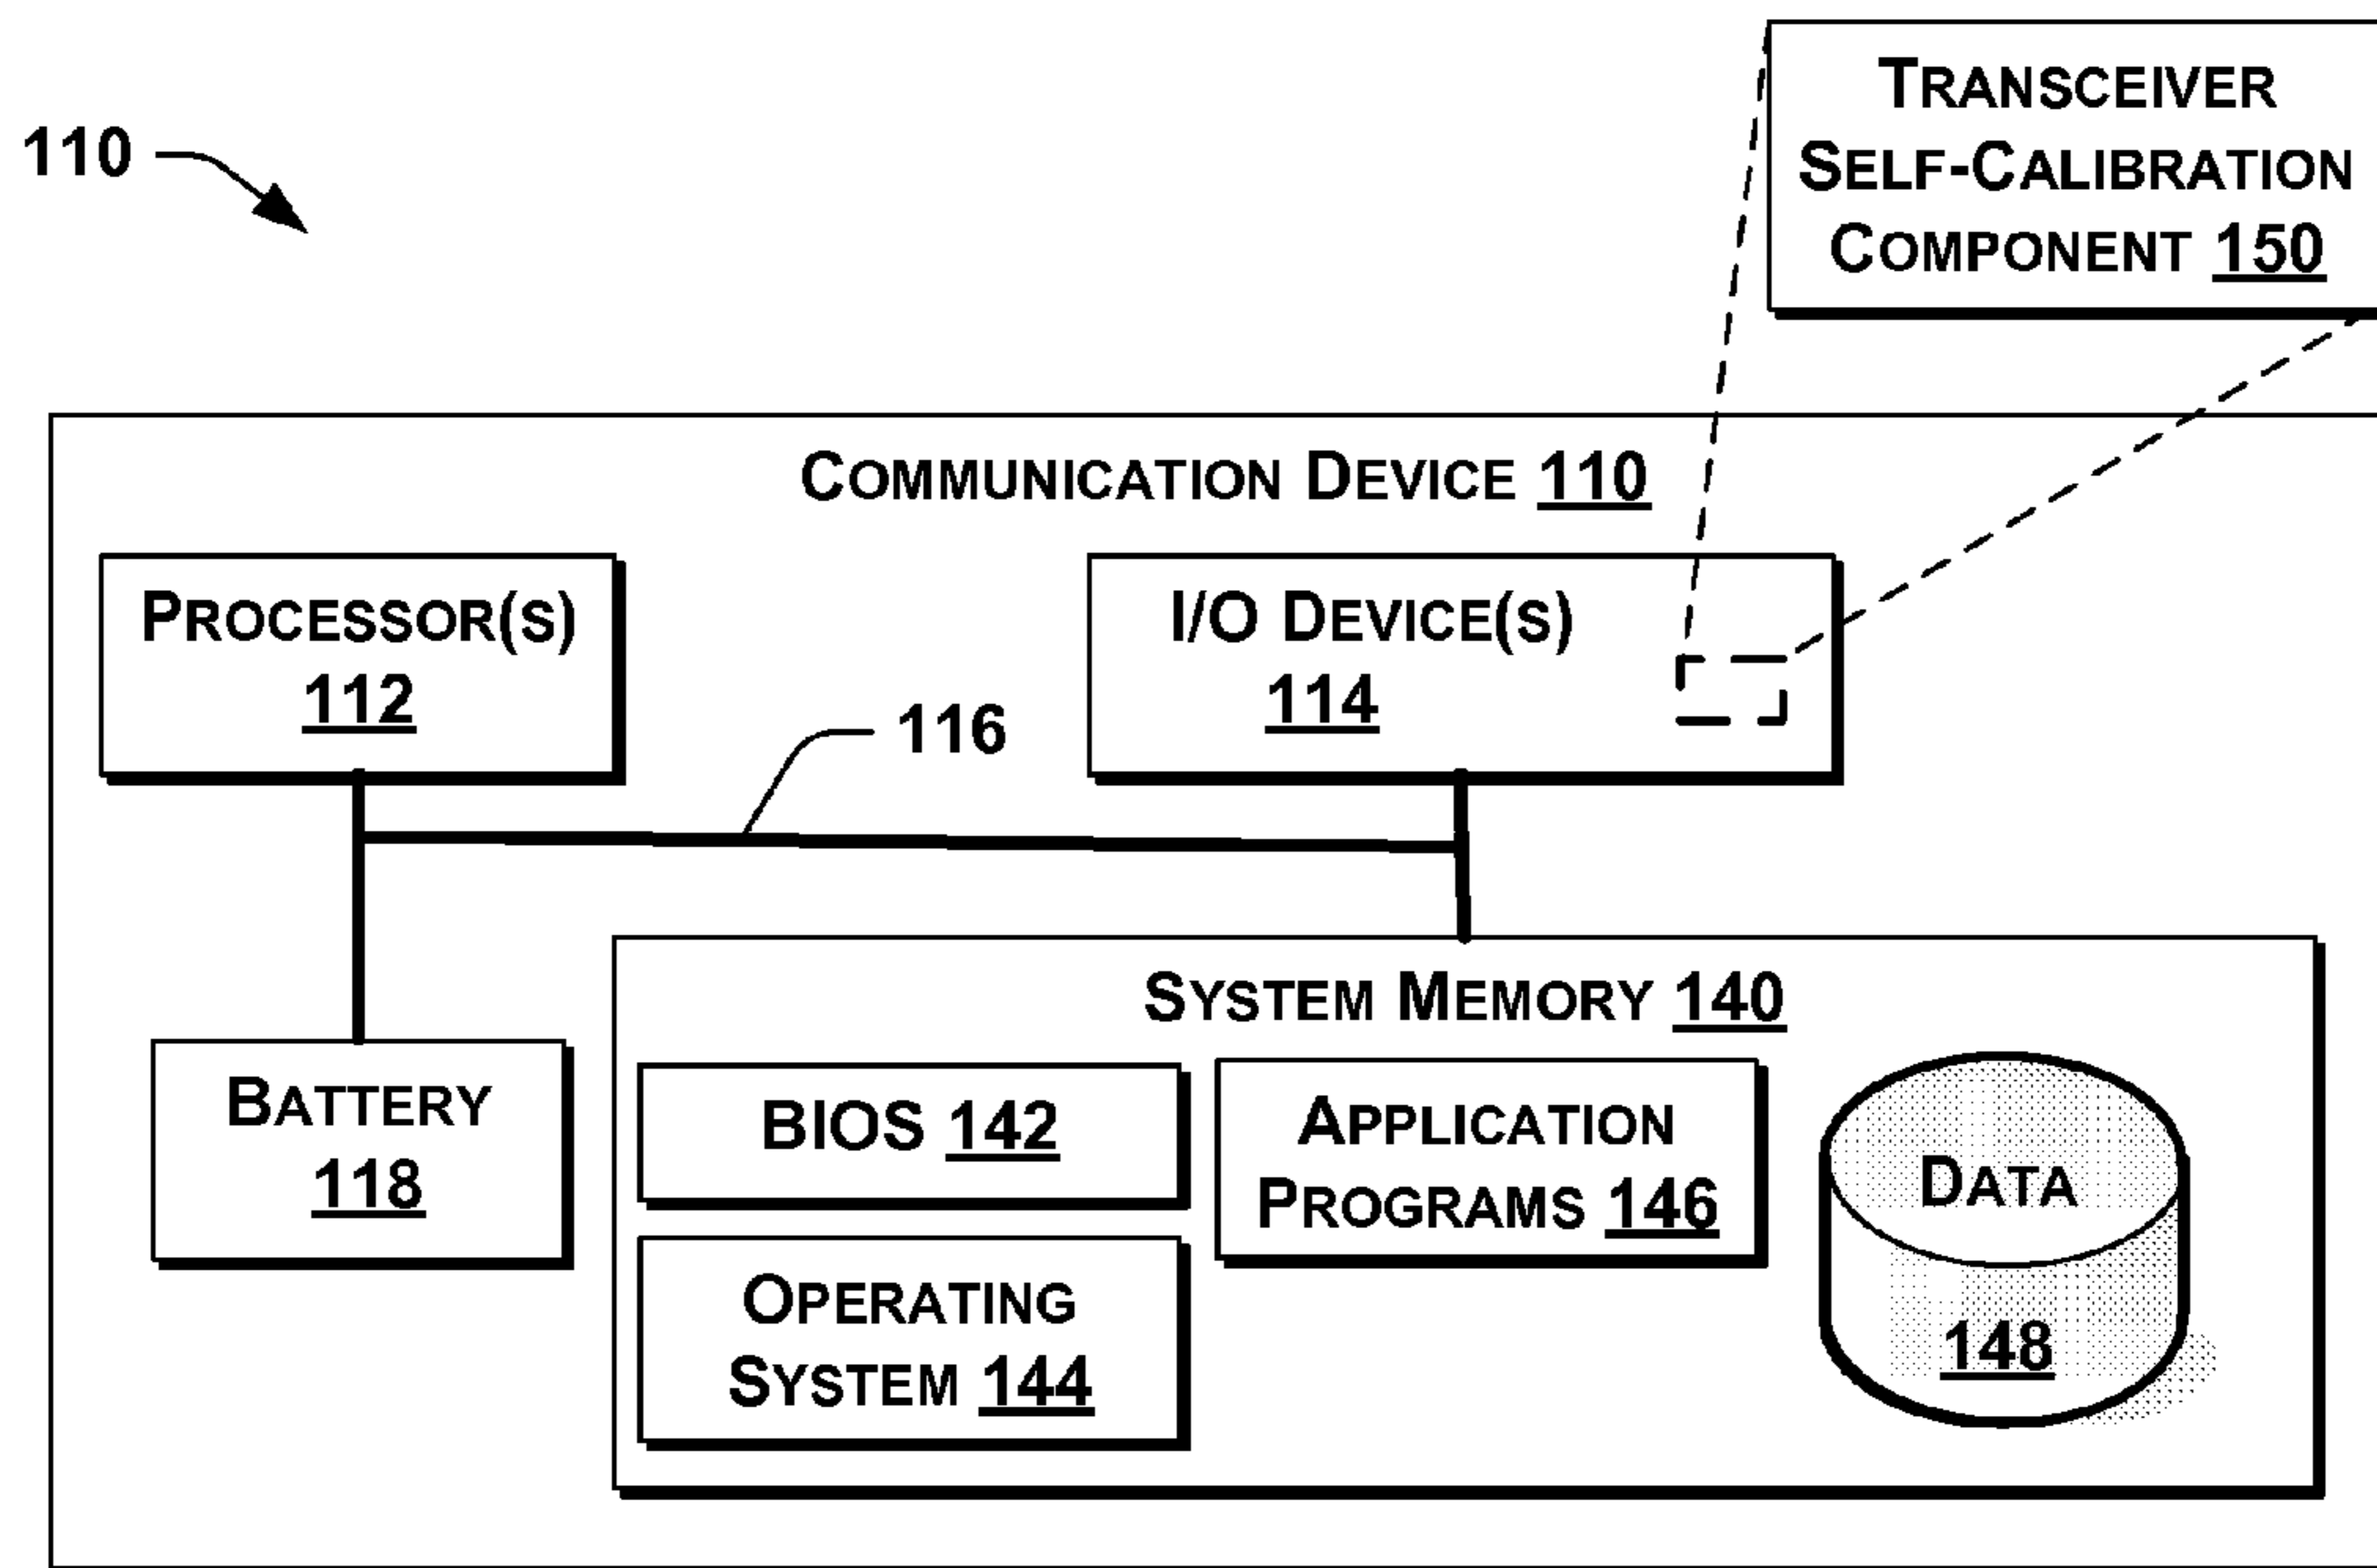 TRANSCEIVER
SELF-CALIBRATION
COMPONENT 150
110
COMMUNICATION DEVICE 110
PROCESSOR(S)
112
I/O DEVICE(S)
114
116
SYSTEM MEMORY 140
BATTERY
118
BIOS 142
APPLICATION
PROGRAMS 146
OPERATING
SYSTEM 144
DATA
148